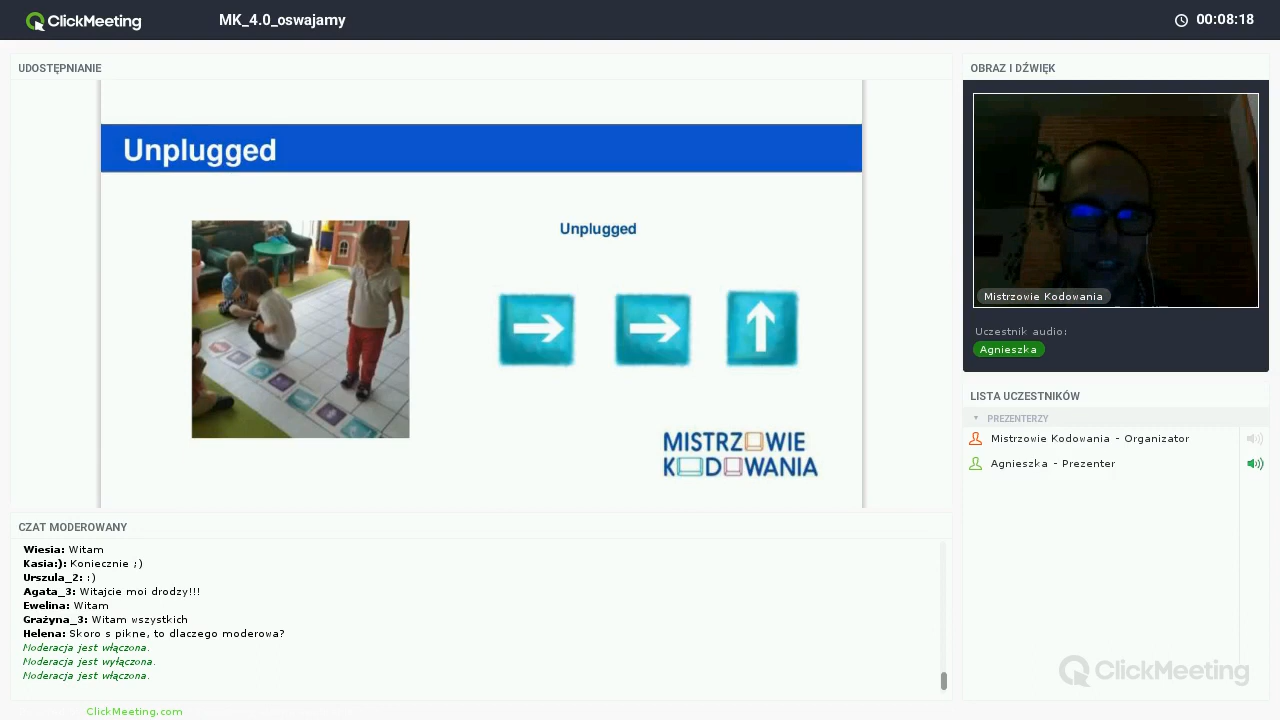 ClickMeeting
MK_4.0_oswajamy
00:08:18
UDOSTĘPNIANIE
Unplugged
Unplugged
MISTRZOWIE
KODOWANIA
OBRAZ I DŹWIĘK
Mistrzowie Kodowania
Uczestnik audio:
Agnieszka
LISTA UCZESTNIKÓW
PREZENTERZY
Mistrzowie Kodowania - Organizator
Agnieszka - Prezenter
ClickMeeting
CZAT MODEROWANY
Wiesia: Witam
Kasia:): Koniecznie ;)
Urszula_2: :)
Agata_3: Witajcie moi drodzy!!!
Ewelina: Witam
Grażyna_3: Witam wszystkich
Helena: Skoro s pikne, to dlaczego moderowa?
Moderacja jest włączona.
Moderacja jest wyłączona.
Moderacja jest włączona.
ClickMeeting.com